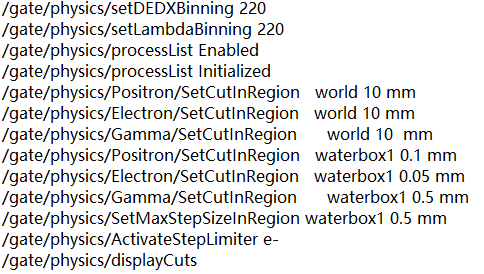 /gate/physics/setDEDXBinning 220
/gate/physics/setLambdaBinning 220
/gate/physics/processList Enabled
/gate/physics/processList Initialized
/gate/physics/Positron/SetCutInRegion   world 10 mm
/gate/physics/Electron/SetCutInRegion   world 10 mm
/gate/physics/Gamma/SetCutInRegion      world 10  mm
/gate/physics/Positron/SetCutInRegion   waterbox1 0.1 mm
/gate/physics/Electron/SetCutInRegion   waterbox1 0.05 mm
/gate/physics/Gamma/SetCutInRegion      waterbox1 0.5 mm
/gate/physics/SetMaxStepSizeInRegion waterbox1 0.5 mm
/gate/physics/ActivateStepLimiter e-
/gate/physics/displayCuts